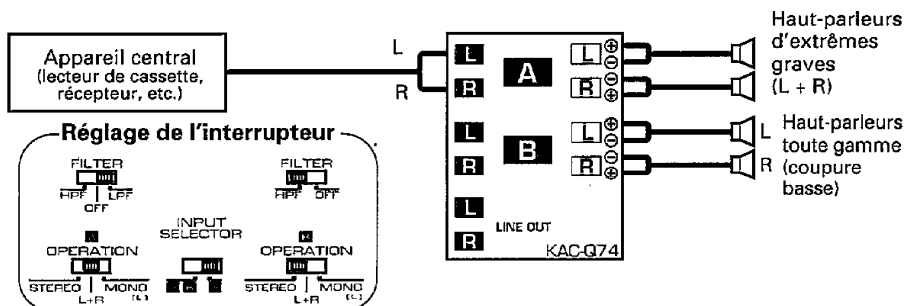 Appareil central
(lecteur de cassette,
récepteur, etc.)
L
R
L
R
A
L
R
L
R
B
L
R
L
R
LINE OUT
KAC-Q74
Haut-parleurs
d'extrêmes
graves
(L + R)
L
R
Haut-parleurs
toute gamme
(coupure
basse)
Réglage de l'interrupteur
FILTER
HPF
OFF
LPF
FILTER
HPF
OFF
OPERATION
STEREO
L+R
MONO
(L)
INPUT
SELECTOR
OPERATION
STEREO
L+R
MONO
(L)